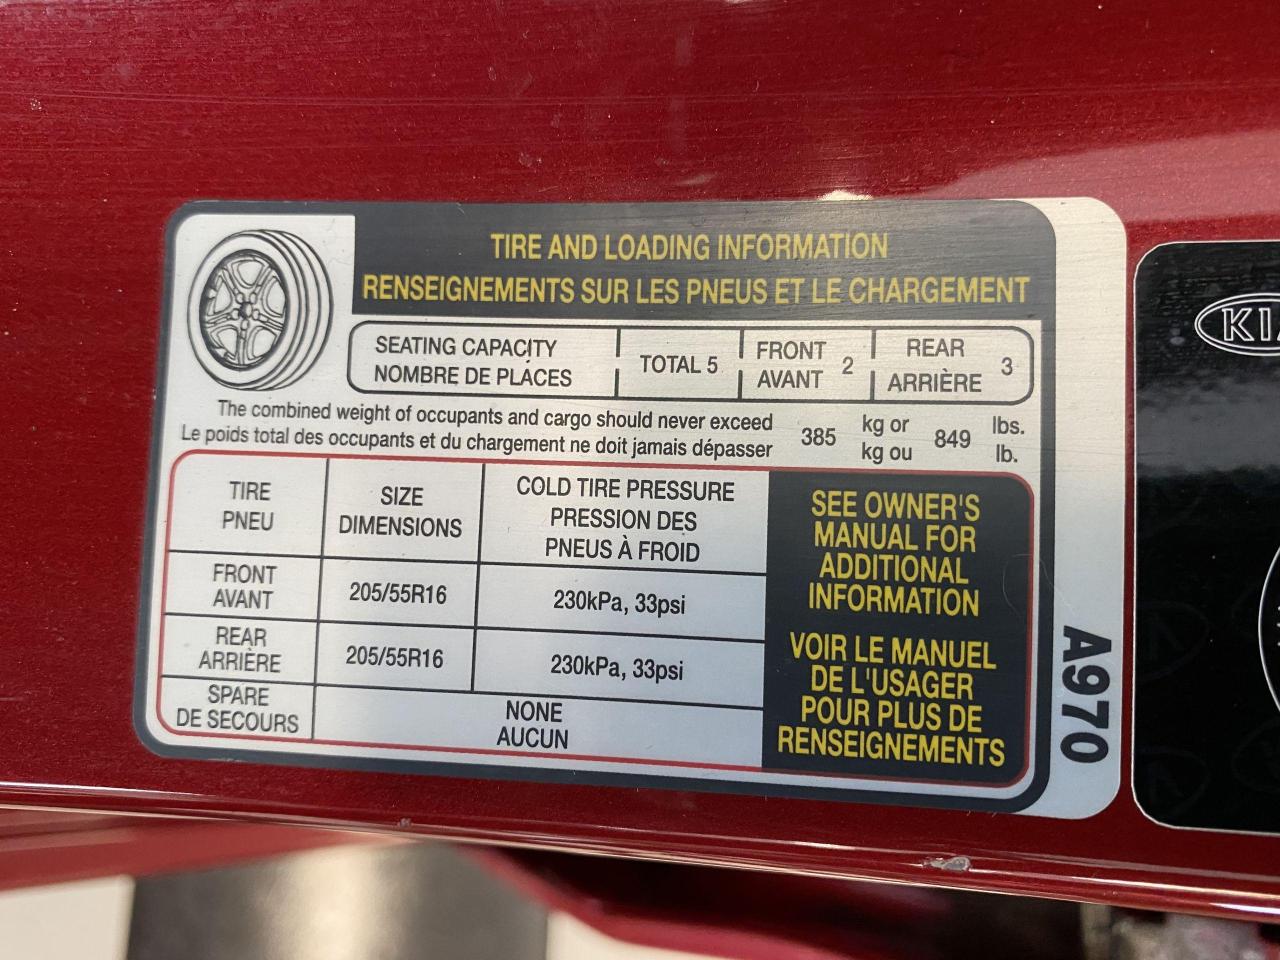 TIRE AND LOADING INFORMATION
RENSEIGNEMENTS SUR LES PNEUS ET LE CHARGEMENT
SEATING CAPACITY
NOMBRE DE PLACES
TOTAL 5
FRONT
AVANT
2
REAR
ARRIÈRE
3
The combined weight of occupants and cargo should never exceed
Le poids total des occupants et du chargement ne doit jamais dépasser
385
kg or
kg ou
849
lbs.
lb.
TIRE
PNEU
SIZE
DIMENSIONS
COLD TIRE PRESSURE
PRESSION DES
PNEUS À FROID
FRONT
AVANT
205/55R16
230kPa, 33psi
REAR
ARRIÈRE
205/55R16
230kPa, 33psi
SPARE
DE SECOURS
NONE
AUCUN
SEE OWNER'S
MANUAL FOR
ADDITIONAL
INFORMATION
VOIR LE MANUEL
DE L'USAGER
POUR PLUS DE
RENSEIGNEMENTS
A970
KIA